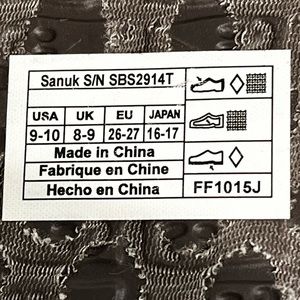 Sanuk S/N SBS2914T
USA UK EU JAPAN
9-10 8-9 26-27 16-17
Made in China
Fabrique en Chine
Hecho en China
FF1015J